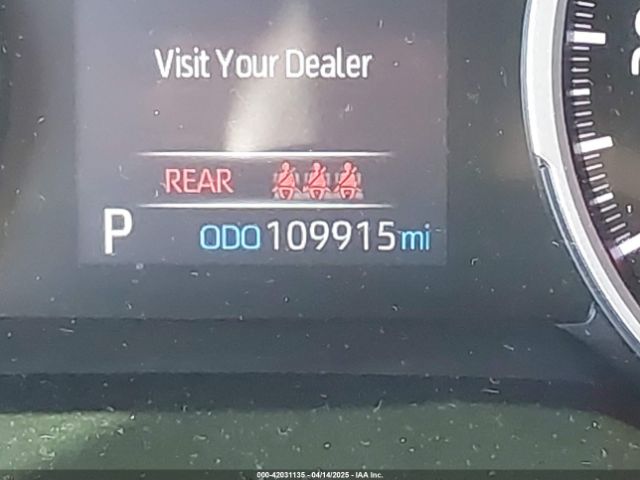 Visit Your Dealer
REAR
P ODO 109915 mi
000-42031135 - 04/14/2025 - IAA Inc.